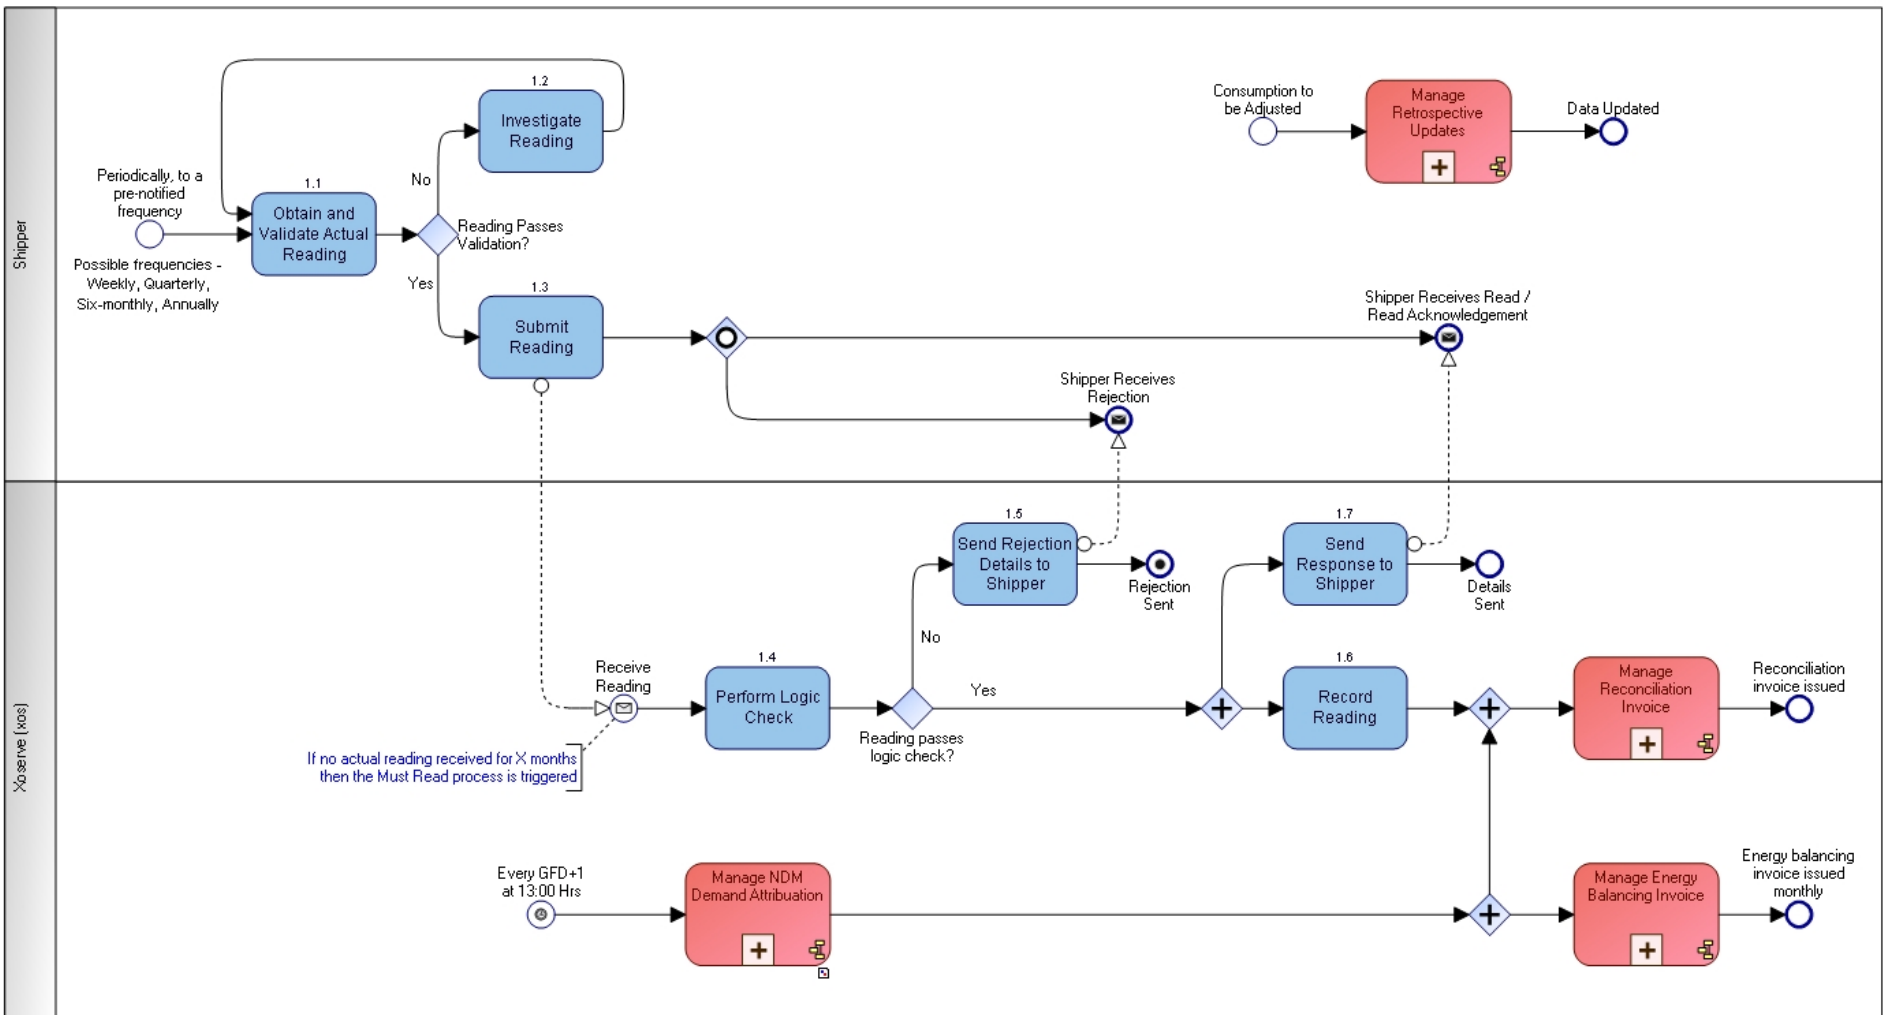 Shipper
1.2
Investigate
Reading
Consumption to
be Adjusted
Manage
Retrospective
Updates
Data Updated
Periodically, to a
pre-notified
frequency
1.1
Obtain and
Validate Actual
Reading
No
Reading Passes
Validation?
Possible frequencies -
Weekly, Quarterly,
Six-monthly, Annually
Yes
1.3
Submit
Reading
Shipper Receives Read /
Read Acknowledgement
Shipper Receives
Rejection
Xoserve (xos)
1.5
Send Rejection
Details to
Shipper
Rejection
Sent
1.7
Send
Response to
Shipper
Details
Sent
No
Receive
Reading
1.4
Perform Logic
Check
Yes
Reading passes
logic check?
1.6
Record
Reading
Manage
Reconciliation
Invoice
Reconciliation
invoice issued
If no actual reading received for X months
then the Must Read process is triggered
Every GFD+1
at 13:00 Hrs
Manage NDM
Demand Attribuation
Manage Energy
Balancing Invoice
Energy balancing
invoice issued
monthly